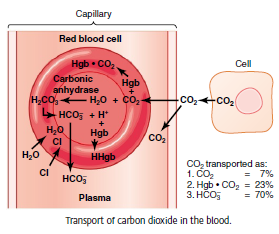 Capillary
Red blood cell
Cell
Hgb • CO₂
Hgb
+
Carbonic
anhydrase
H₂CO₃ H₂O + CO₂ CO₂ CO₂
HCO₃⁻ + H⁺
+
Hgb
H₂O
Cl
CO₂
HHgb
H₂O
Cl
HCO₃⁻
Plasma
CO₂ transported as:
1. CO₂ = 7%
2. Hgb • CO₂ = 23%
3. HCO₃⁻ = 70%
Transport of carbon dioxide in the blood.